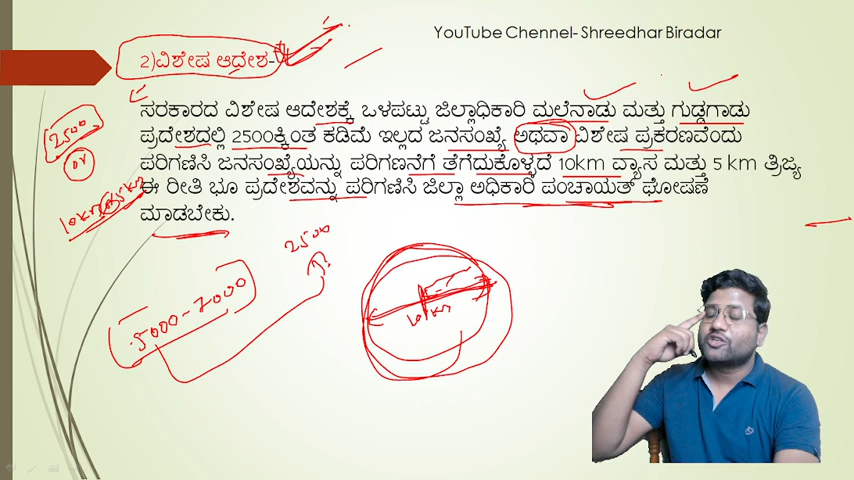 YouTube Chennel- Shreedhar Biradar
2)ವಿಶೇಷ ಆದೇಶ-
ಸರಕಾರದ ವಿಶೇಷ ಆದೇಶಕ್ಕೆ ಒಳಪಟ್ಟು ಜಿಲ್ಲಾಧಿಕಾರಿ ಮಲೆನಾಡು ಮತ್ತು ಗುಡ್ಡಗಾಡು
ಪ್ರದೇಶದಲ್ಲಿ 2500ಕ್ಕಿಂತ ಕಡಿಮೆ ಇಲ್ಲದ ಜನಸಂಖ್ಯೆ ಅಥವಾ ವಿಶೇಷ ಪ್ರಕರಣವೆಂದು
ಪರಿಗಣಿಸಿ ಜನಸಂಖ್ಯೆಯನ್ನು ಪರಿಗಣನೆಗೆ ತೆಗೆದುಕೊಳ್ಳದೆ 10km ವ್ಯಾಸ ಮತ್ತು 5 km ತ್ರಿಜ್ಯ
ಈ ರೀತಿ ಭೂ ಪ್ರದೇಶವನ್ನು ಪರಿಗಣಿಸಿ ಜಿಲ್ಲಾ ಅಧಿಕಾರಿ ಪಂಚಾಯತ್ ಘೋಷಣೆ
ಮಾಡಬೇಕು.
2500
or
2500
5000-7000
10km